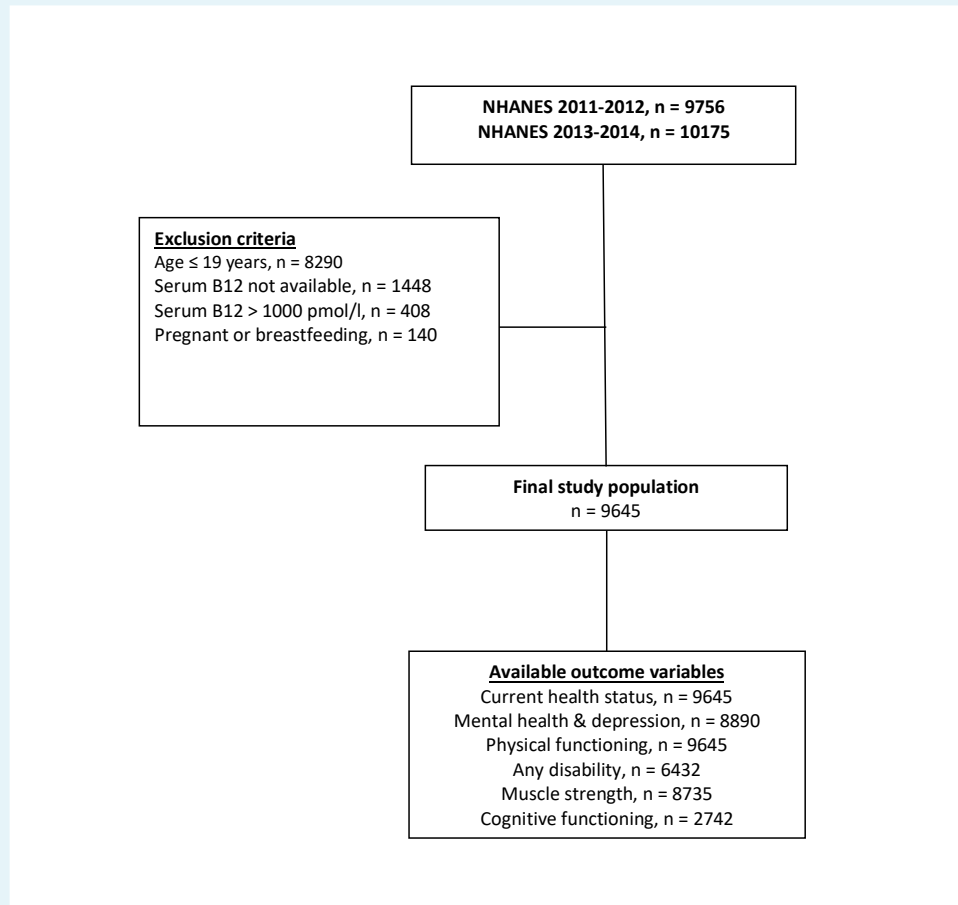 NHANES 2011-2012, n = 9756
NHANES 2013-2014, n = 10175
Exclusion criteria
Age ≤ 19 years, n = 8290
Serum B12 not available, n = 1448
Serum B12 > 1000 pmol/l, n = 408
Pregnant or breastfeeding, n = 140
Final study population
n = 9645
Available outcome variables
Current health status, n = 9645
Mental health & depression, n = 8890
Physical functioning, n = 9645
Any disability, n = 6432
Muscle strength, n = 8735
Cognitive functioning, n = 2742